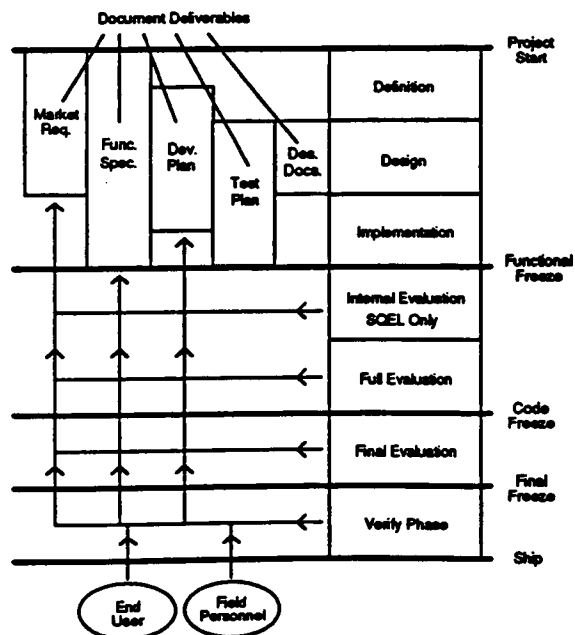 Document Deliverables
Project
Start
Market
Req.
Func.
Spec.
Dev.
Plan
Test
Plan
Des.
Docs.
Definition
Design
Implementation
Functional
Freeze
Internal Evaluation
SQEL Only
Full Evaluation
Code
Freeze
Final Evaluation
Final
Freeze
Verify Phase
Ship
End
User
Field
Personnel